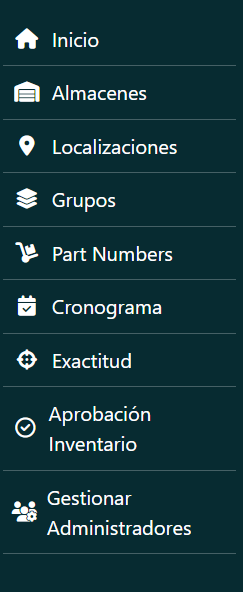 Inicio
Almacenes
Localizaciones
Grupos
Part Numbers
Cronograma
Exactitud
Aprobación
Inventario
Gestionar
Administradores